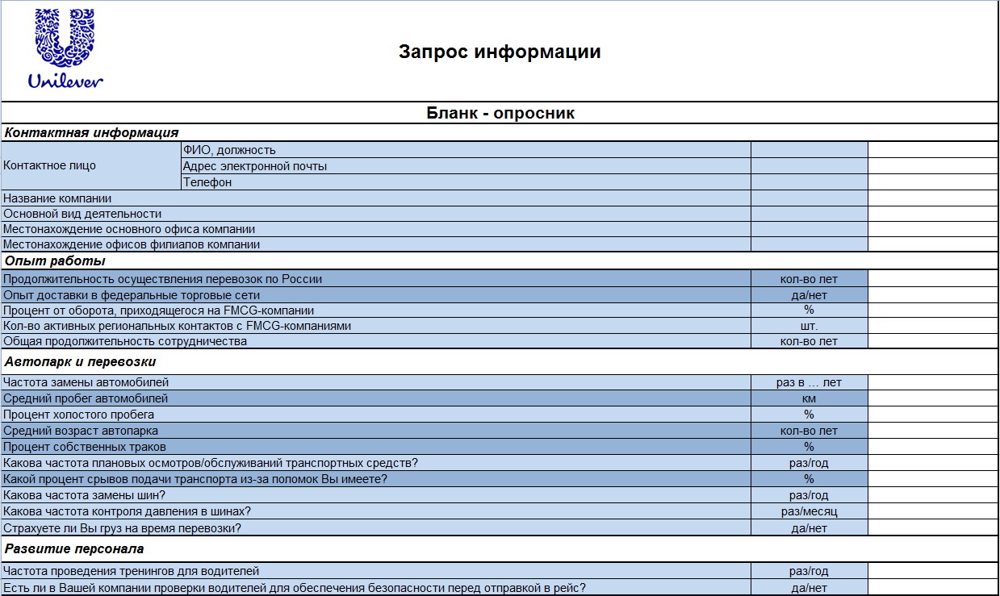 Unilever
Запрос информации
Бланк - опросник
Контактная информация
Контактное лицо
ФИО, должность
Адрес электронной почты
Телефон
Название компании
Основной вид деятельности
Местонахождение основного офиса компании
Местонахождение офисов филиалов компании
Опыт работы
Продолжительность осуществления перевозок по России кол-во лет
Опыт доставки в федеральные торговые сети да/нет
Процент от оборота, приходящегося на FMCG-компании %
Кол-во активных региональных контактов с FMCG-компаниями шт.
Общая продолжительность сотрудничества кол-во лет
Автопарк и перевозки
Частота замены автомобилей раз в ... лет
Средний пробег автомобилей км
Процент холостого пробега %
Средний возраст автопарка кол-во лет
Процент собственных траков %
Какова частота плановых осмотров/обслуживаний транспортных средств? раз/год
Какой процент срывов подачи транспорта из-за поломок Вы имеете? %
Какова частота замены шин? раз/год
Какова частота контроля давления в шинах? раз/месяц
Страхуете ли Вы груз на время перевозки? да/нет
Развитие персонала
Частота проведения тренингов для водителей раз/год
Есть ли в Вашей компании проверки водителей для обеспечения безопасности перед отправкой в рейс? да/нет